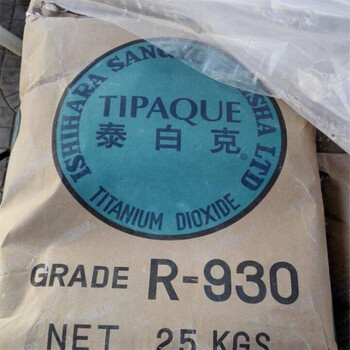 ISHIHARA SANGYO KAISHA LTD
TIPAQUE
泰白克
®
TITANIUM DIOXIDE
GRADE R-930
NET 25 KGS